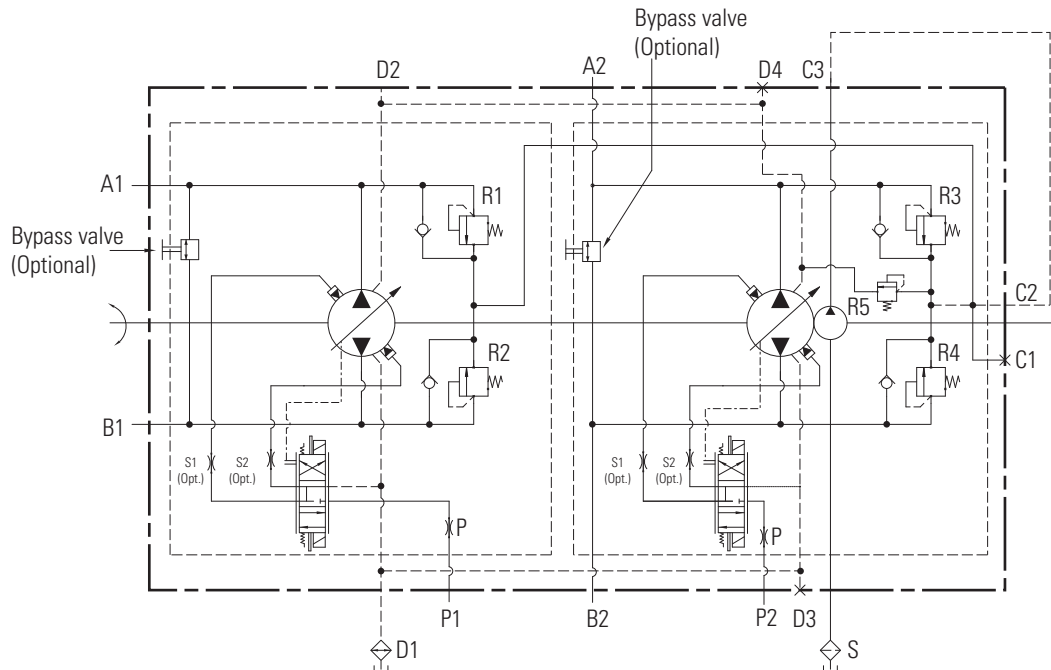 Bypass valve
(Optional)
D2
A2
D4
C3
A1
R1
R3
Bypass valve
(Optional)
R5
C2
R2
R4
C1
B1
S1
(Opt.)
S2
(Opt.)
S1
(Opt.)
S2
(Opt.)
P
P
P1
B2
P2
D3
D1
S